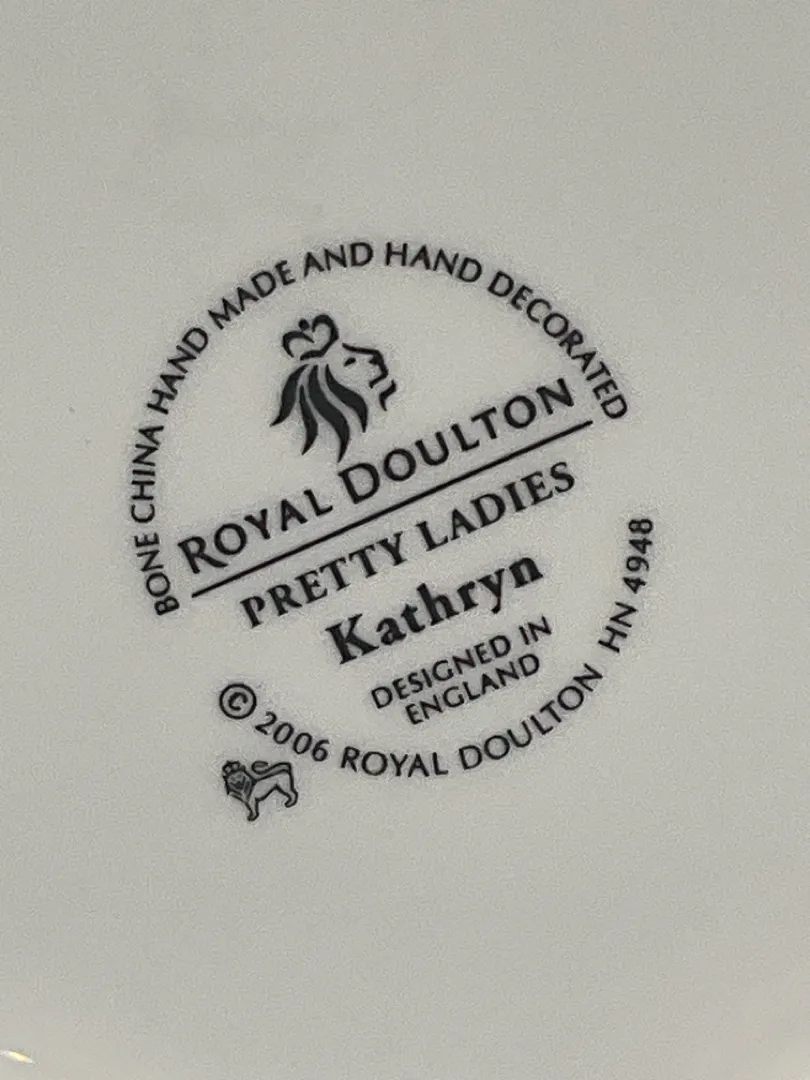 BONE CHINA HAND MADE AND HAND DECORATED
ROYAL DOULTON
PRETTY LADIES
Kathryn
DESIGNED IN
ENGLAND
© 2006 ROYAL DOULTON HN 4948